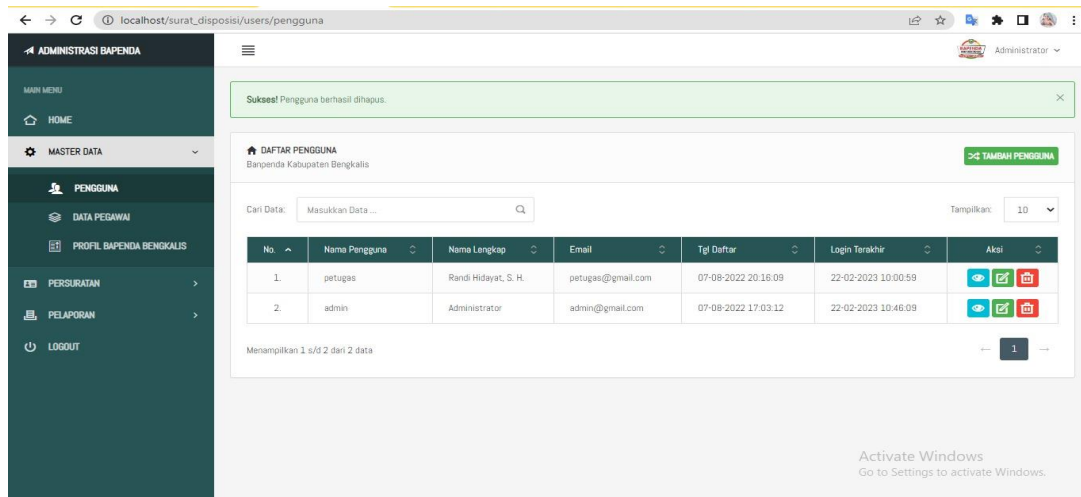 localhost/surat_disposisi/users/pengguna
ADMINISTRASI BAPENDA
Administrator
MAIN MENU
HOME
MASTER DATA
PENGGUNA
DATA PEGAWAI
PROFIL BAPENDA BENGKALIS
PERSURATAN
PELAPORAN
LOGOUT
Sukses! Pengguna berhasil dihapus.
DAFTAR PENGGUNA
Banpenda Kabupaten Bengkalis
TAMBAH PENGGUNA
Cari Data: Masukkan Data ... Tampilkan: 10
No. Nama Pengguna Nama Lengkap Email Tgl Daftar Login Terakhir Aksi
1. petugas Randi Hidayat, S. H. petugas@gmail.com 07-08-2022 20:16:09 22-02-2023 10:00:59
2. admin Administrator admin@gmail.com 07-08-2022 17:03:12 22-02-2023 10:46:09
Menampilkan 1 s/d 2 dari 2 data
1
Activate Windows
Go to Settings to activate Windows.